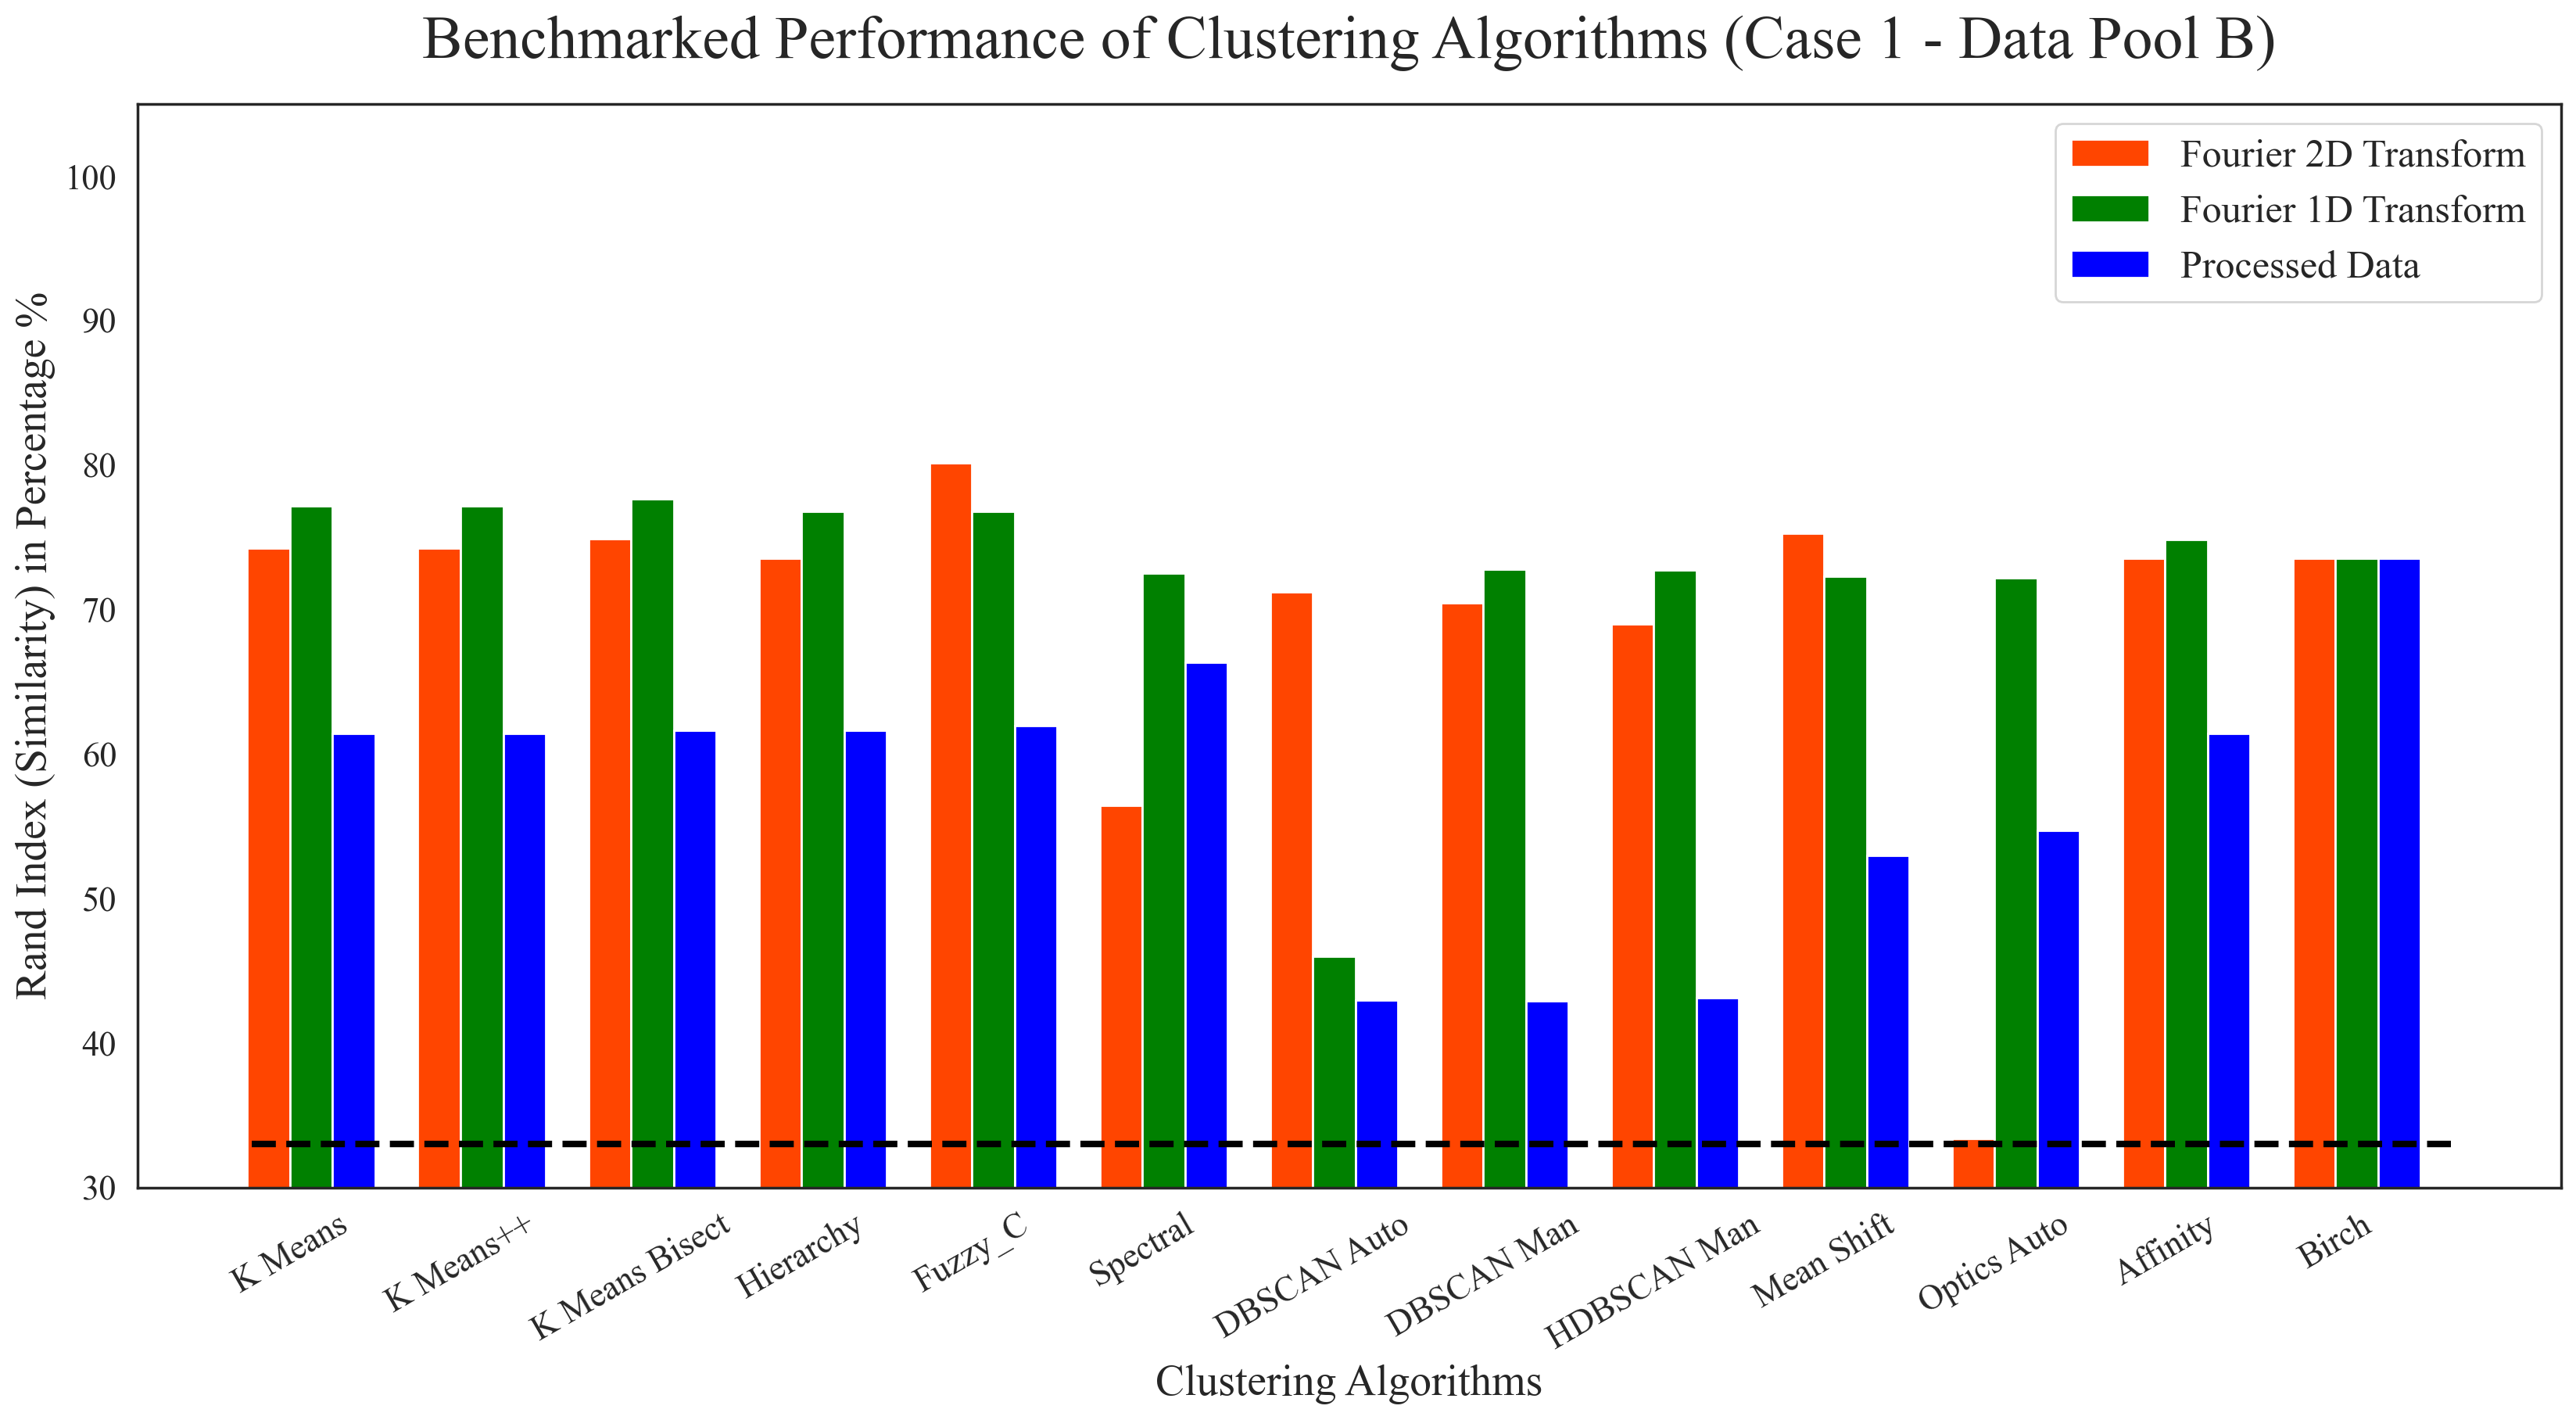 Benchmarked Performance of Clustering Algorithms (Case 1 - Data Pool B)
Fourier 2D Transform
Fourier 1D Transform
Processed Data
Rand Index (Similarity) in Percentage %
100
90
80
70
60
50
40
30
K Means
K Means++
K Means Bisect
Hierarchy
Fuzzy_C
Spectral
DBSCAN Auto
DBSCAN Man
HDBSCAN Man
Mean Shift
Optics Auto
Affinity
Birch
Clustering Algorithms